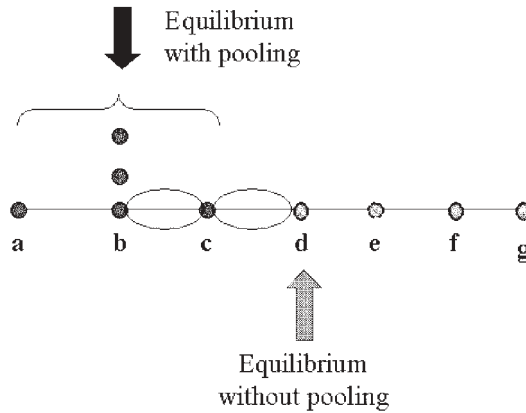 Equilibrium
with pooling
a b c d e f g
Equilibrium
without pooling